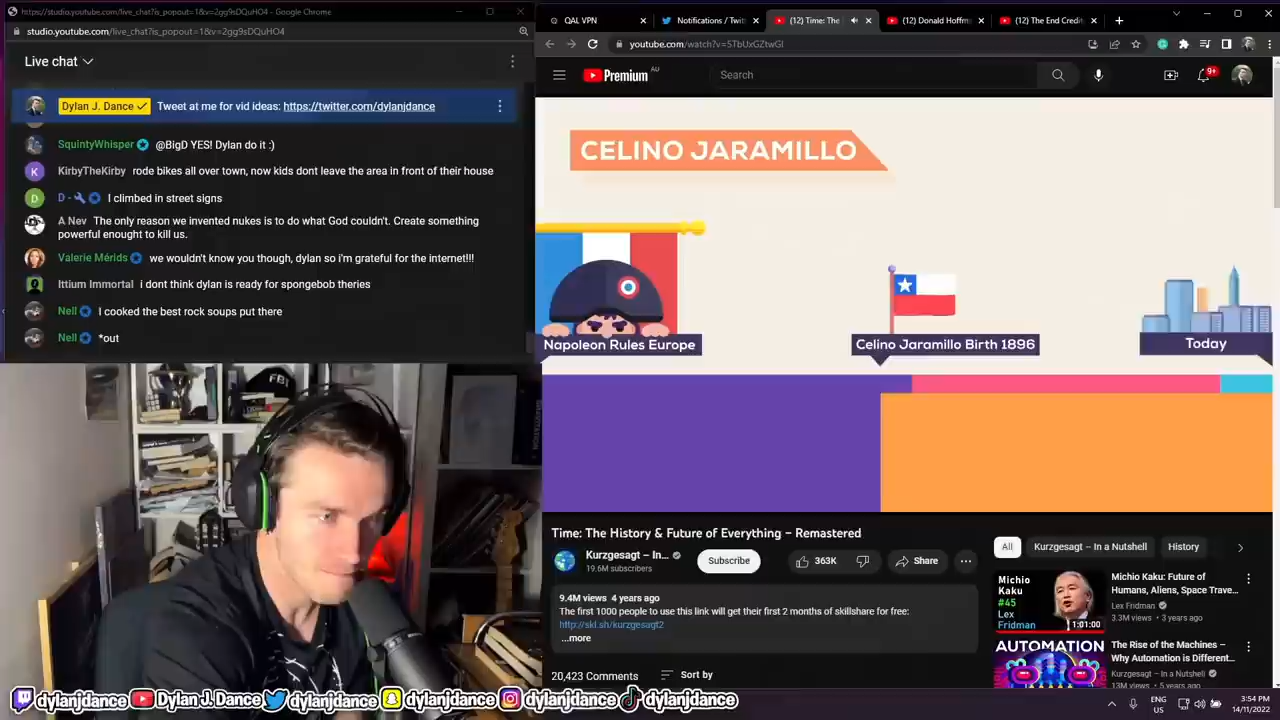 https://studio.youtube.com/live_chat?is_popout=1&v=2gg9sDQuHO4 - Google Chrome
studio.youtube.com/live_chat?is_popout=1&v=2gg9sDQuHO4
Live chat
Dylan J. Dance Tweet at me for vid ideas: https://twitter.com/dylanjdance
SquintyWhisper @BigD YES! Dylan do it :)
K KirbyTheKirby rode bikes all over town, now kids dont leave the area in front of their house
D D- I climbed in street signs
A Nev The only reason we invented nukes is to do what God couldn't. Create something
powerful enought to kill us.
Valerie Mérids we wouldn't know you though, dylan so i'm grateful for the internet!!!
Ittium Immortal i dont think dylan is ready for spongebob theries
Nell I cooked the best rock soups put there
Nell *out
QAL VPN
Notifications / Twit
(12) Time: The
(12) Donald Hoffm
(12) The End Credit
youtube.com/watch?v=5TbUxGZtwGI
Premium AU
Search
9+
CELINO JARAMILLO
Napoleon Rules Europe
Celino Jaramillo Birth 1896
Today
Time: The History & Future of Everything – Remastered
Kurzgesagt – In...
19.6M subscribers
Subscribe
363K
Share
9.4M views 4 years ago
The first 1000 people to use this link will get their first 2 months of skillshare for free:
http://skl.sh/kurzgesagt2
...more
20,423 Comments
Sort by
All
Kurzgesagt – In a Nutshell
History
Michio
Kaku
#45
Lex
Fridman
1:01:00
Michio Kaku: Future of
Humans, Aliens, Space Trave...
Lex Fridman
3.3M views • 3 years ago
AUTOMATION
The Rise of the Machines –
Why Automation is Different...
Kurzgesagt – In a Nutshell
13M views • 5 years ago
dylanjdance
Dylan J. Dance
dylanjdance
dylanjdance
dylanjdance
dylanjdance
ENG
US
3:54 PM
14/11/2022